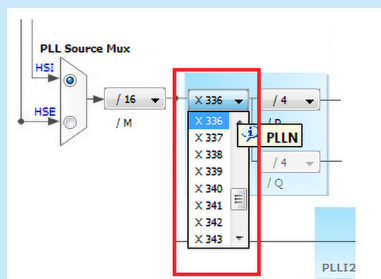 PLL Source Mux
HSI
HSE
/ 16
/ M
X 336
/ 4
X 336
X 337
X 338
X 339
X 340
X 341
X 342
X 343
PLLN
/ 4
/ Q
PLLI2